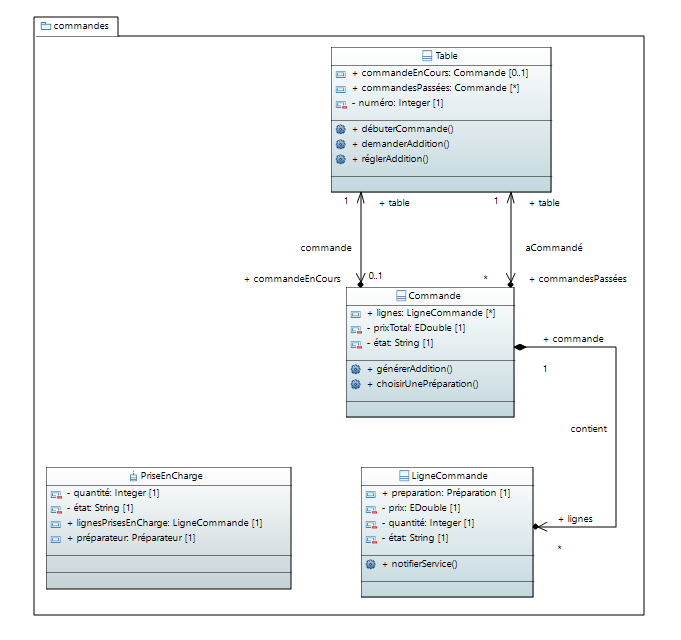 commandes
Table
+ commandeEnCours: Commande [0..1]
+ commandesPassées: Commande [*]
- numéro: Integer [1]
+ débuterCommande()
+ demanderAddition()
+ réglerAddition()
1
+ table
1
+ table
commande
aCommandé
+ commandeEnCours
0..1
*
+ commandesPassées
Commande
+ lignes: LigneCommande [*]
- prixTotal: EDouble [1]
- état: String [1]
+ générerAddition()
+ choisirUnePréparation()
+ commande
1
contient
+ lignes
*
PriseEnCharge
- quantité: Integer [1]
- état: String [1]
+ lignesPrisesEnCharge: LigneCommande [1]
+ préparateur: Préparateur [1]
LigneCommande
+ preparation: Préparation [1]
- prix: EDouble [1]
- quantité: Integer [1]
- état: String [1]
+ notifierService()